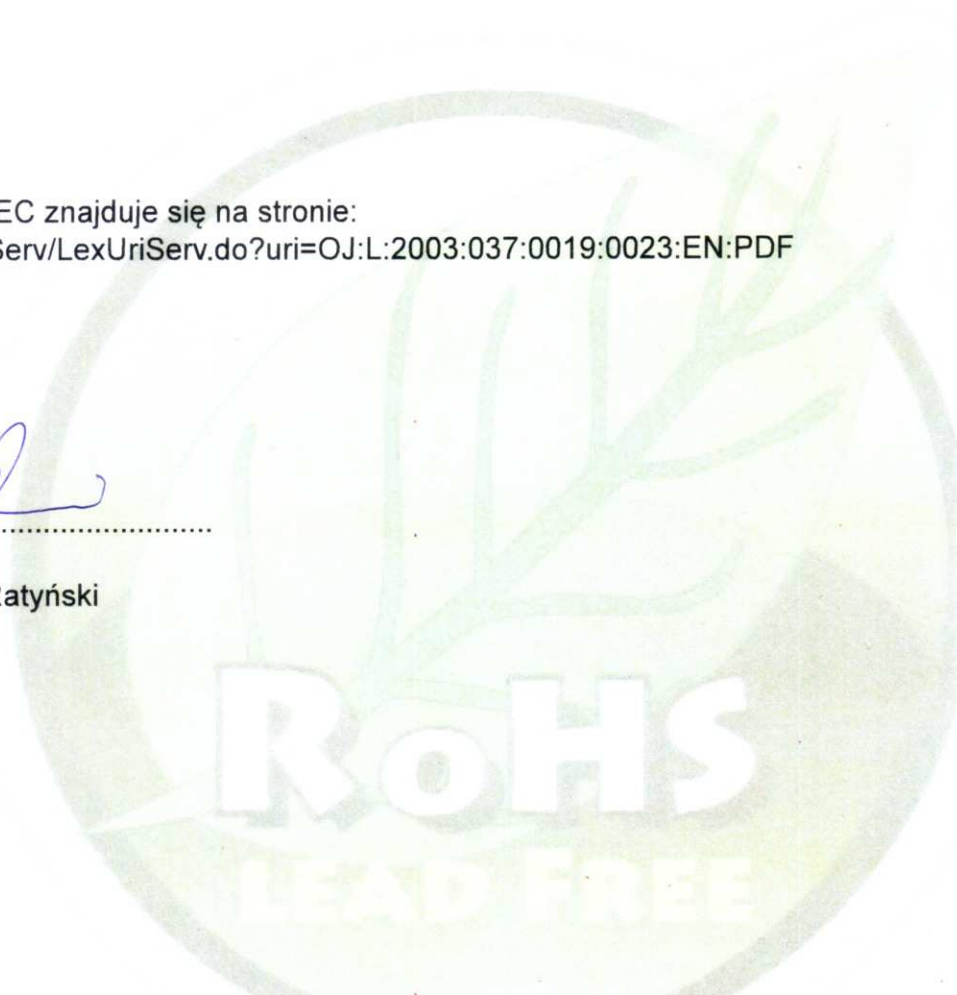 EC znajduje się na stronie:
Serv/LexUriServ.do?uri=OJ:L:2003:037:0019:0023:EN:PDF
..........................
Ratyński
RoHS
LEAD FREE